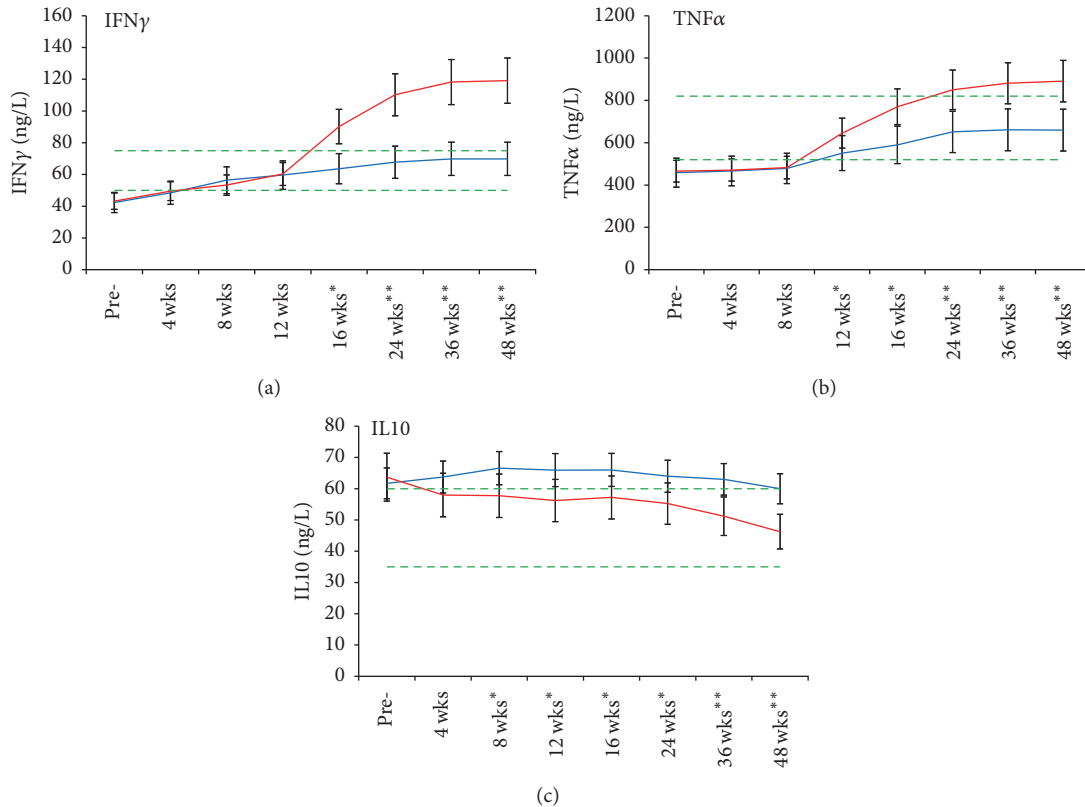 IFNγ
IFNγ (ng/L)
160
140
120
100
80
60
40
20
0
Pre-
4 wks
8 wks
12 wks
16 wks*
24 wks**
36 wks**
48 wks**
(a)
TNFα
TNFα (ng/L)
1200
1000
800
600
400
200
0
Pre-
4 wks
8 wks
12 wks*
16 wks*
24 wks**
36 wks**
48 wks**
(b)
IL10
IL10 (ng/L)
80
70
60
50
40
30
20
10
0
Pre-
4 wks
8 wks*
12 wks*
16 wks*
24 wks*
36 wks**
48 wks**
(c)